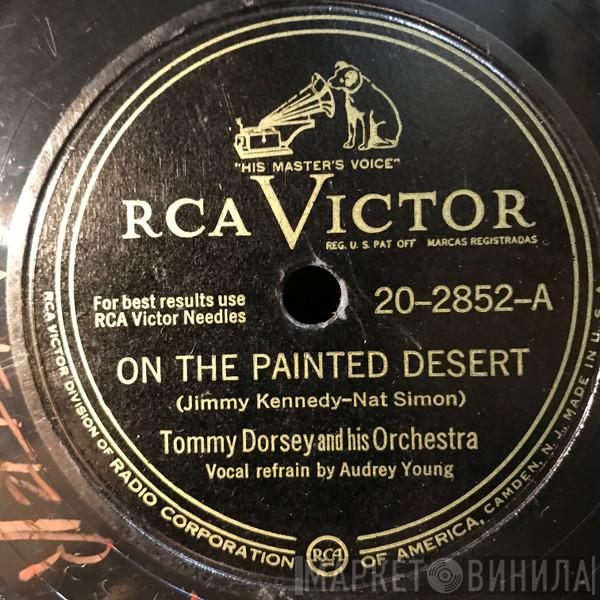 "HIS MASTER'S VOICE"
RCA VICTOR
REG. U. S. PAT OFF MARCAS REGISTRADAS
For best results use
RCA Victor Needles
20-2852-A
ON THE PAINTED DESERT
(Jimmy Kennedy-Nat Simon)
Tommy Dorsey and his Orchestra
Vocal refrain by Audrey Young
RCA VICTOR DIVISION OF RADIO CORPORATION OF AMERICA, CAMDEN, N. J., MADE IN U. S.
RCA
МАРКЕТ ВИНИЛА